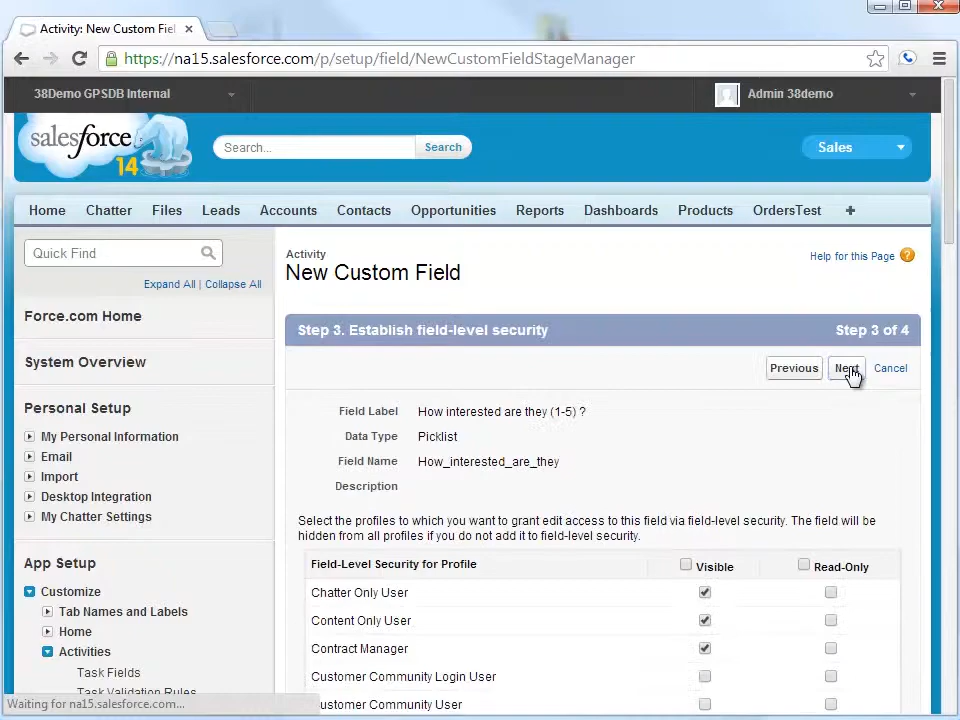 Activity: New Custom Fiel
https://na15.salesforce.com/p/setup/field/NewCustomFieldStageManager
38Demo GPSDB Internal
Admin 38demo
salesforce
14
Search...
Search
Sales
Home Chatter Files Leads Accounts Contacts Opportunities Reports Dashboards Products OrdersTest +
Quick Find
Expand All | Collapse All
Force.com Home
System Overview
Personal Setup
My Personal Information
Email
Import
Desktop Integration
My Chatter Settings
App Setup
Customize
Tab Names and Labels
Home
Activities
Task Fields
Task Validation Rules
Activity
New Custom Field
Help for this Page ?
Step 3. Establish field-level security
Step 3 of 4
Previous
Next
Cancel
Field Label How interested are they (1-5) ?
Data Type Picklist
Field Name How_interested_are_they
Description
Select the profiles to which you want to grant edit access to this field via field-level security. The field will be
hidden from all profiles if you do not add it to field-level security.
Field-Level Security for Profile Visible Read-Only
Chatter Only User
Content Only User
Contract Manager
Customer Community Login User
Customer Community User
Waiting for na15.salesforce.com...